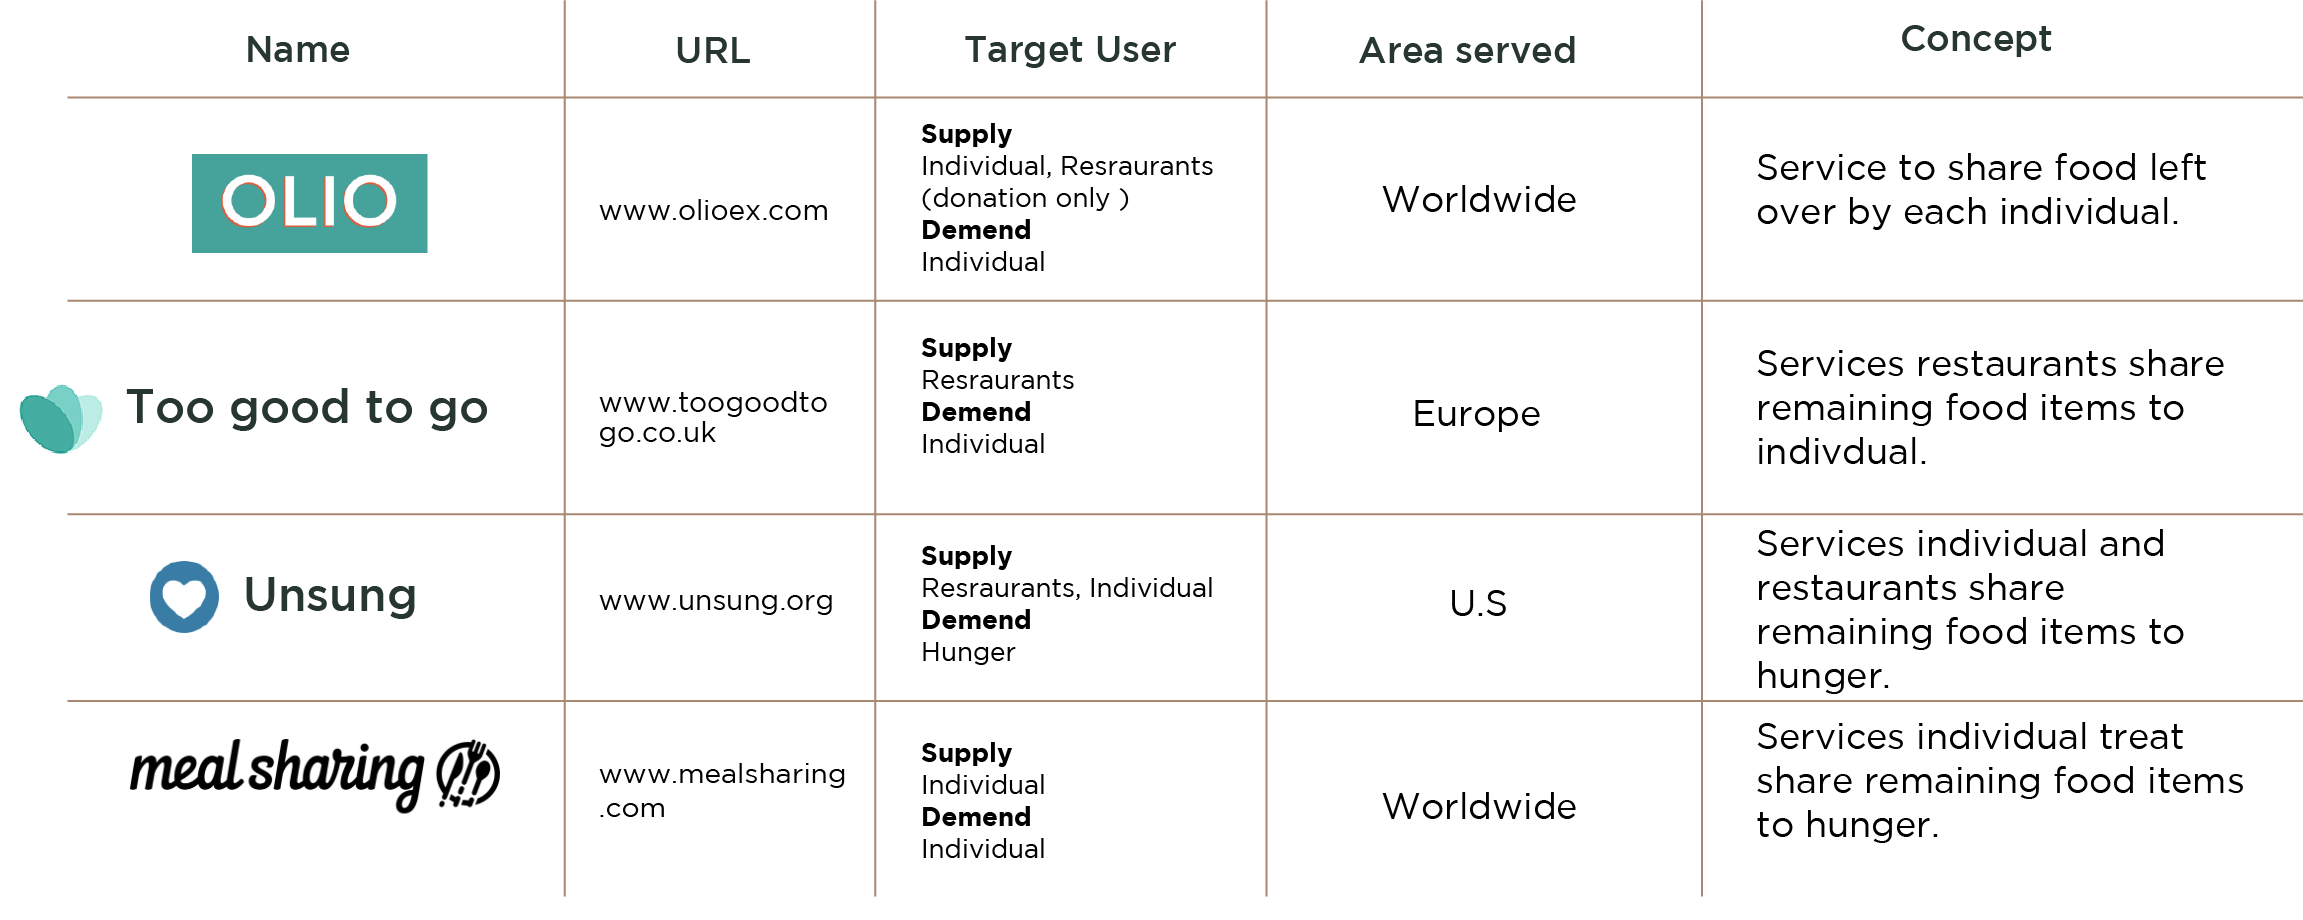 Name
URL
Target User
Area served
Concept
OLIO
www.olioex.com
Supply
Individual, Resraurants
(donation only )
Demend
Individual
Worldwide
Service to share food left
over by each individual.
Too good to go
www.toogoodto
go.co.uk
Supply
Resraurants
Demend
Individual
Europe
Services restaurants share
remaining food items to
indivdual.
Unsung
www.unsung.org
Supply
Resraurants, Individual
Demend
Hunger
U.S
Services individual and
restaurants share
remaining food items to
hunger.
meal sharing
www.mealsharing
.com
Supply
Individual
Demend
Individual
Worldwide
Services individual treat
share remaining food items
to hunger.